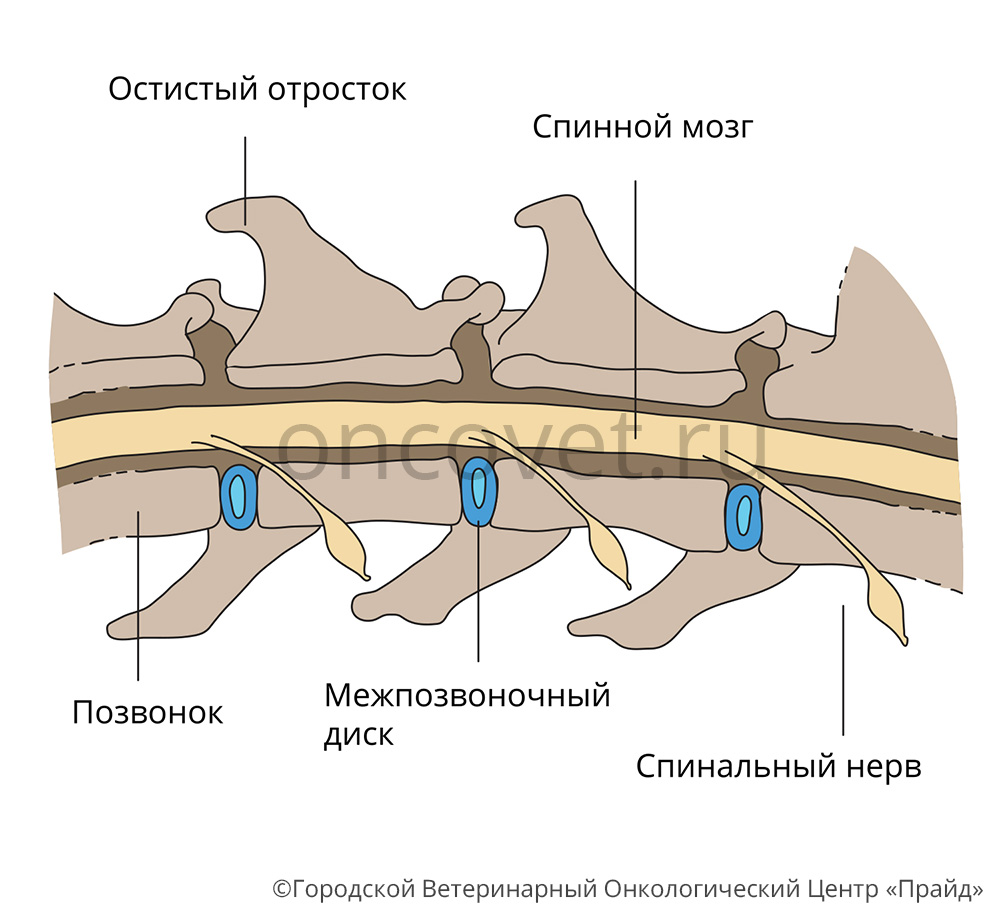 Остистый отросток
Спинной мозг
oncovet.ru
Позвонок
Межпозвоночный
диск
Спинальный нерв
©Городской Ветеринарный Онкологический Центр «Прайд»